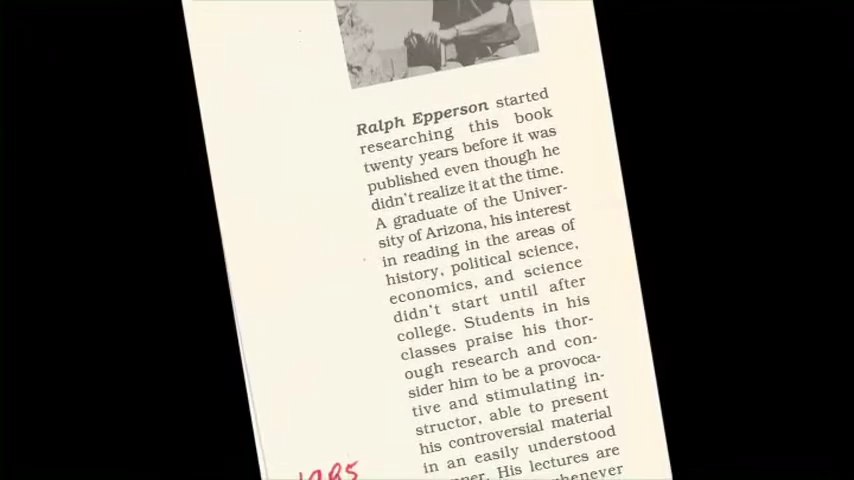 Ralph Epperson started
researching this book
twenty years before it was
published even though he
didn't realize it at the time.
A graduate of the Univer-
sity of Arizona, his interest
in reading in the areas of
history, political science,
economics, and science
didn't start until after
college. Students in his
classes praise his thor-
ough research and con-
sider him to be a provoca-
tive and stimulating in-
structor, able to present
his controversial material
in an easily understood
His lectures are
whenever
1985